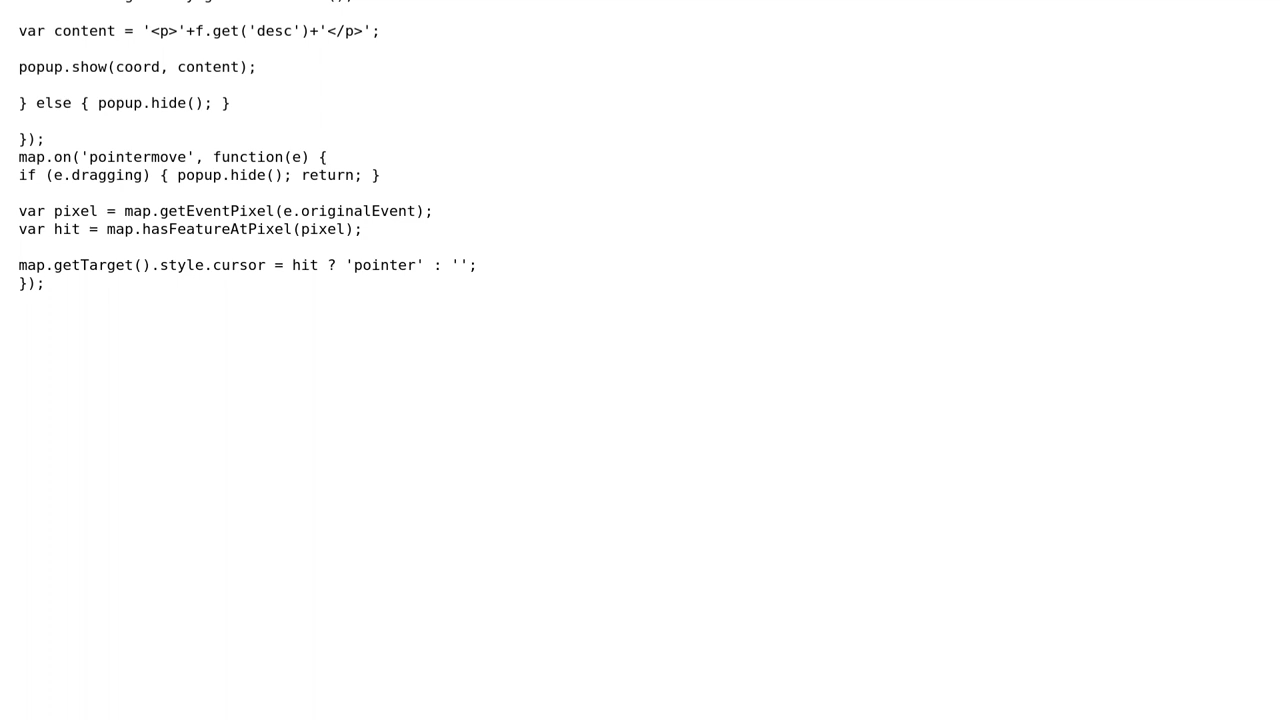 var content = '<p>'+f.get('desc')+'</p>';
popup.show(coord, content);
} else { popup.hide(); }
});
map.on('pointermove', function(e) {
if (e.dragging) { popup.hide(); return; }
var pixel = map.getEventPixel(e.originalEvent);
var hit = map.hasFeatureAtPixel(pixel);
map.getTarget().style.cursor = hit ? 'pointer' : '';
});